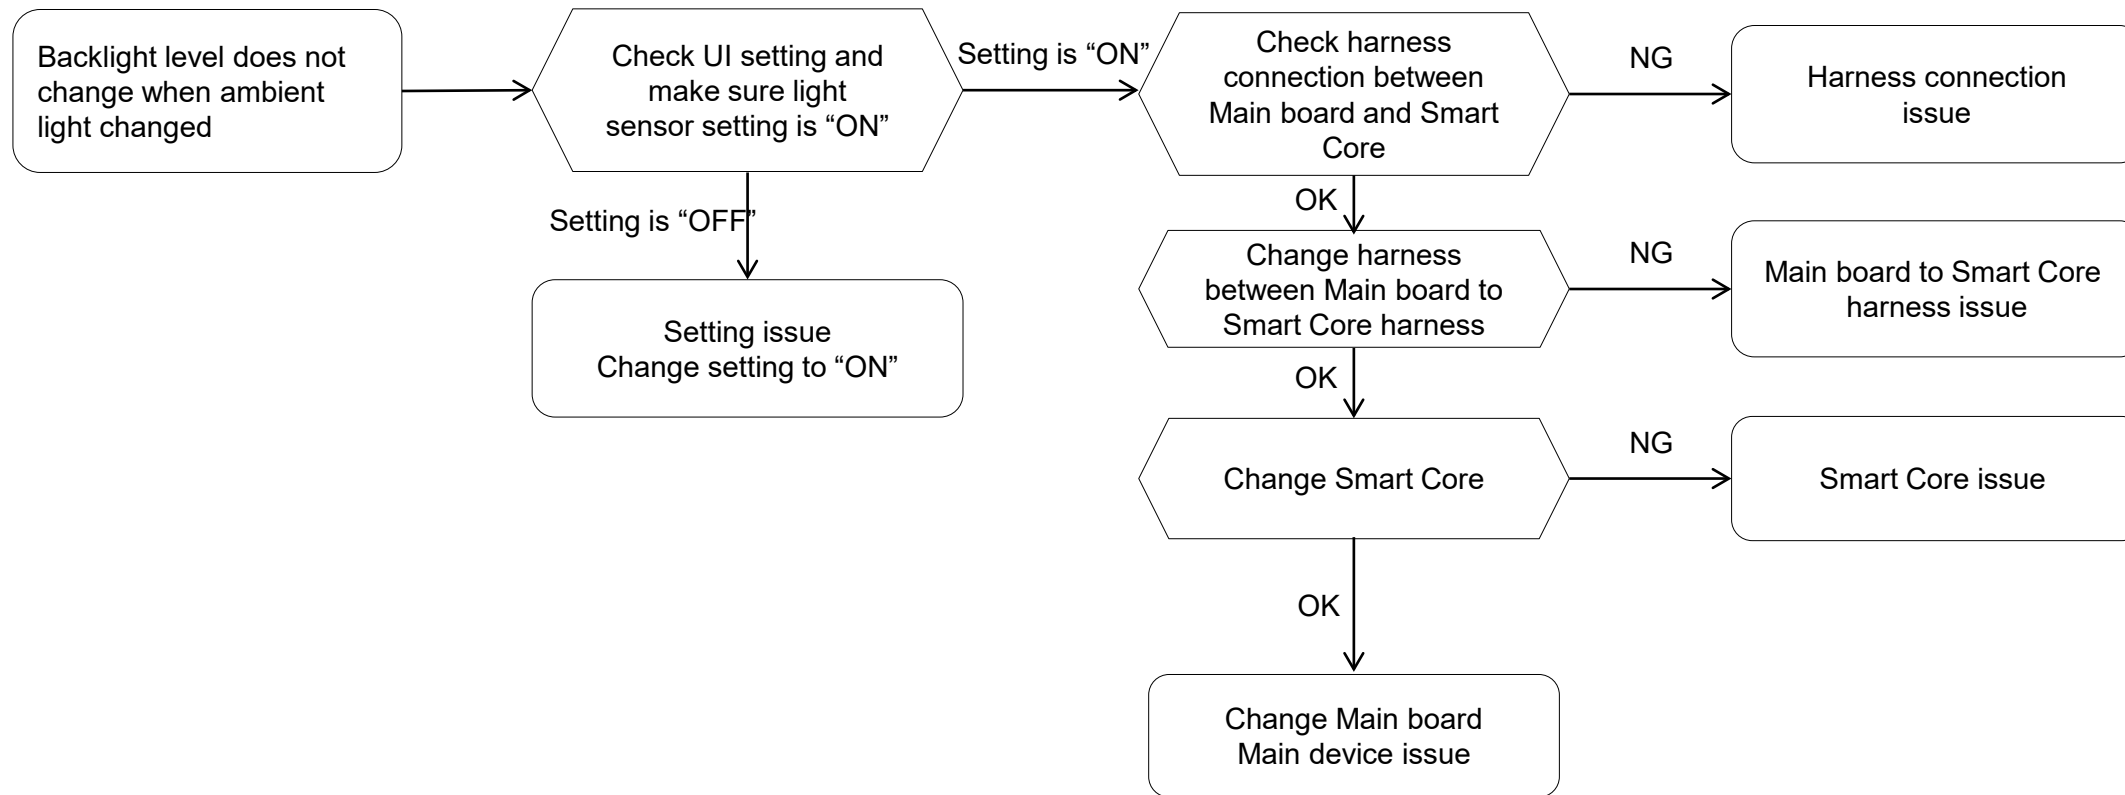 Backlight level does not
change when ambient
light changed
Check UI setting and
make sure light
sensor setting is “ON”
Setting is “ON”
Check harness
connection between
Main board and Smart
Core
NG
Harness connection
issue
Setting is “OFF”
Setting issue
Change setting to “ON”
OK
Change harness
between Main board to
Smart Core harness
NG
Main board to Smart Core
harness issue
OK
Change Smart Core
NG
Smart Core issue
OK
Change Main board
Main device issue